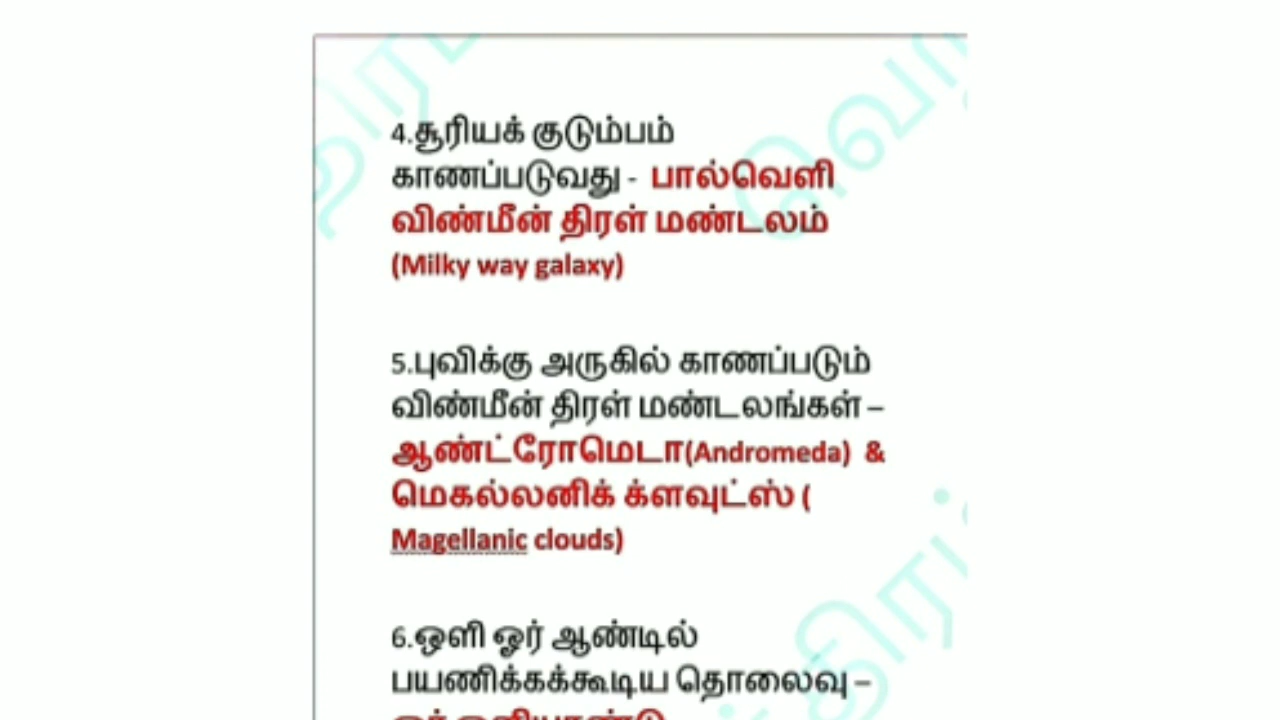 4.சூரியக் குடும்பம்
காணப்படுவது - பால்வெளி
விண்மீன் திரள் மண்டலம்
(Milky way galaxy)
5.புவிக்கு அருகில் காணப்படும்
விண்மீன் திரள் மண்டலங்கள் –
ஆண்ட்ரோமெடா(Andromeda) &
மெகல்லனிக் க்ளவுட்ஸ் (
Magellanic clouds)
6.ஒளி ஓர் ஆண்டில்
பயணிக்கக்கூடிய தொலைவு –